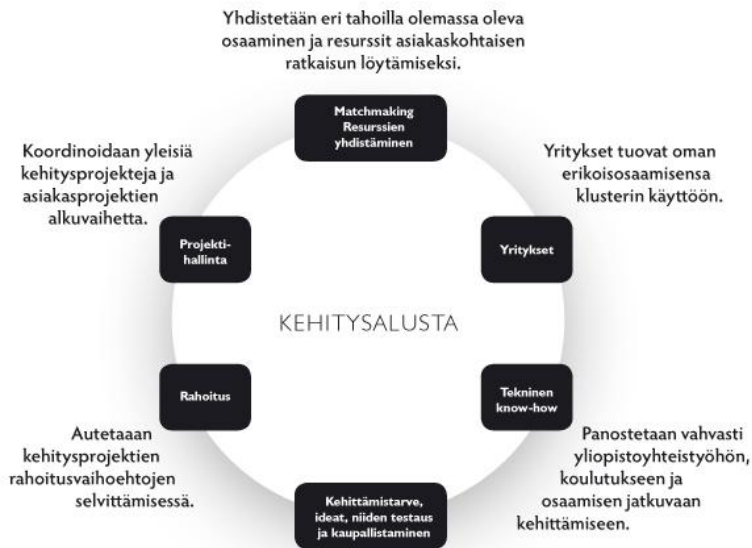 Yhdistetään eri tahoilla olemassa oleva
osaaminen ja resurssit asiakaskohtaisen
ratkaisun löytämiseksi.
Matchmaking
Resurssien
yhdistäminen
Koordinoidaan yleisiä
kehitysprojekteja ja
asiakasprojektien
alkuvaihetta.
Yritykset tuovat oman
erikoisosaamisensa
klusterin käyttöön.
Projekti-
hallinta
Yritykset
KEHITYSALUSTA
Rahoitus
Tekninen
know-how
Autetaaan
kehitysprojektien
rahoitusvaihoehtojen
selvittämisessä.
Panostetaan vahvasti
yliopistoyhteistyöhön,
koulutukseen ja
osaamisen jatkuvaan
kehittämiseen.
Kehittämistarve,
ideat, niiden testaus
ja kaupallistaminen